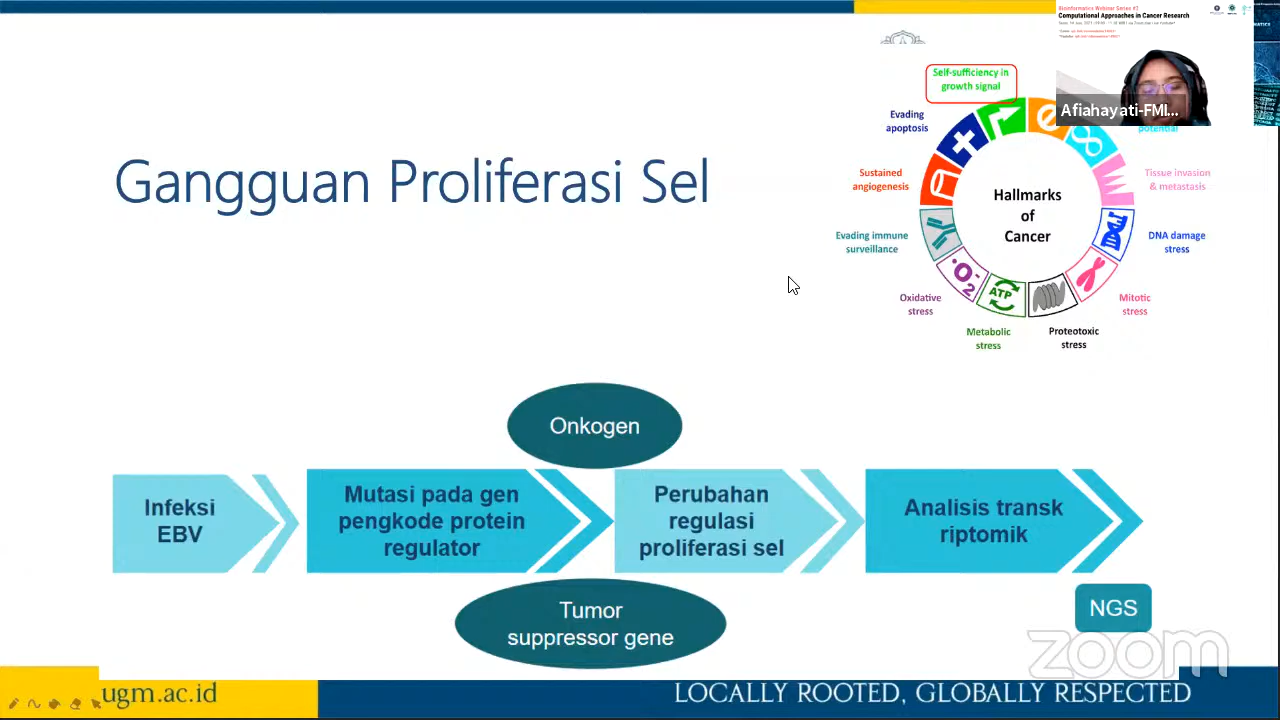 Bioinformatics Webinar Series #2
Computational Approaches in Cancer Research
Afiahayati-FMI...
Self-sufficiency in
growth signal
Evading
apoptosis
potential
Sustained
angiogenesis
Tissue invasion
& metastasis
Hallmarks
of
Cancer
Evading immune
surveillance
DNA damage
stress
O2-
ATP
Oxidative
stress
Mitotic
stress
Metabolic
stress
Proteotoxic
stress
Gangguan Proliferasi Sel
Onkogen
Infeksi
EBV
Mutasi pada gen
pengkode protein
regulator
Perubahan
regulasi
proliferasi sel
Analisis transk
riptomik
Tumor
suppressor gene
NGS
zoom
ugm.ac.id
LOCALLY ROOTED, GLOBALLY RESPECTED